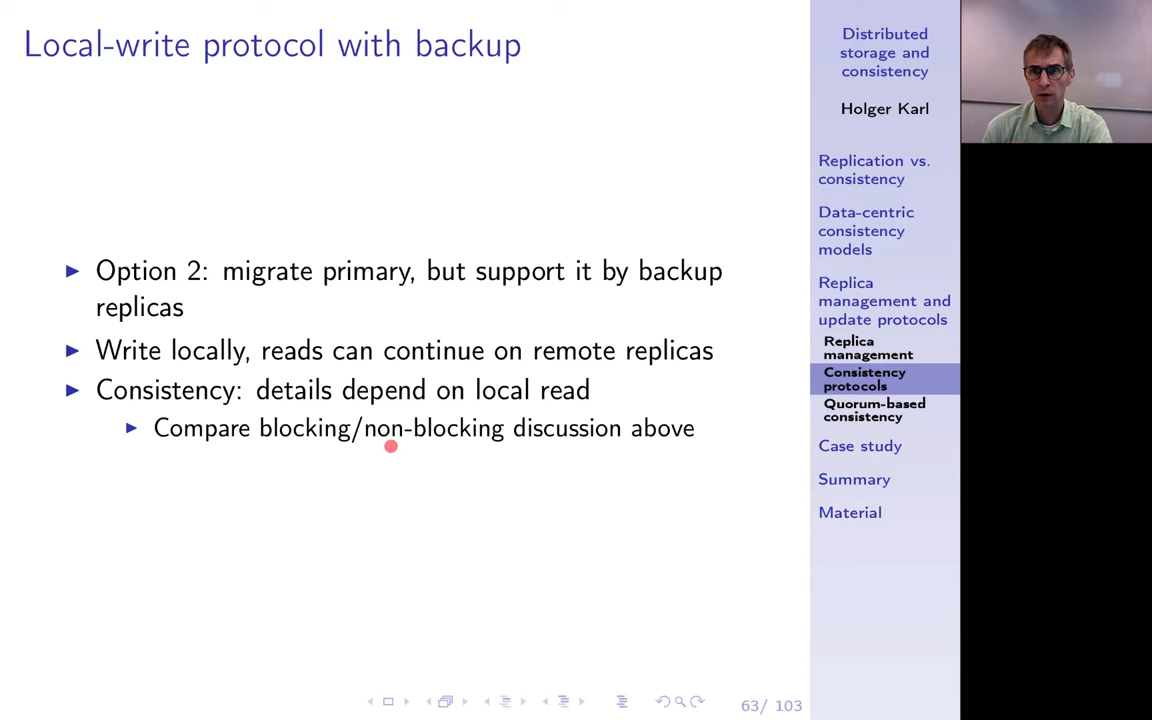 Local-write protocol with backup
Option 2: migrate primary, but support it by backup
replicas
Write locally, reads can continue on remote replicas
Consistency: details depend on local read
Compare blocking/non-blocking discussion above
63/ 103
Distributed
storage and
consistency
Holger Karl
Replication vs.
consistency
Data-centric
consistency
models
Replica
management and
update protocols
Replica
management
Consistency
protocols
Quorum-based
consistency
Case study
Summary
Material